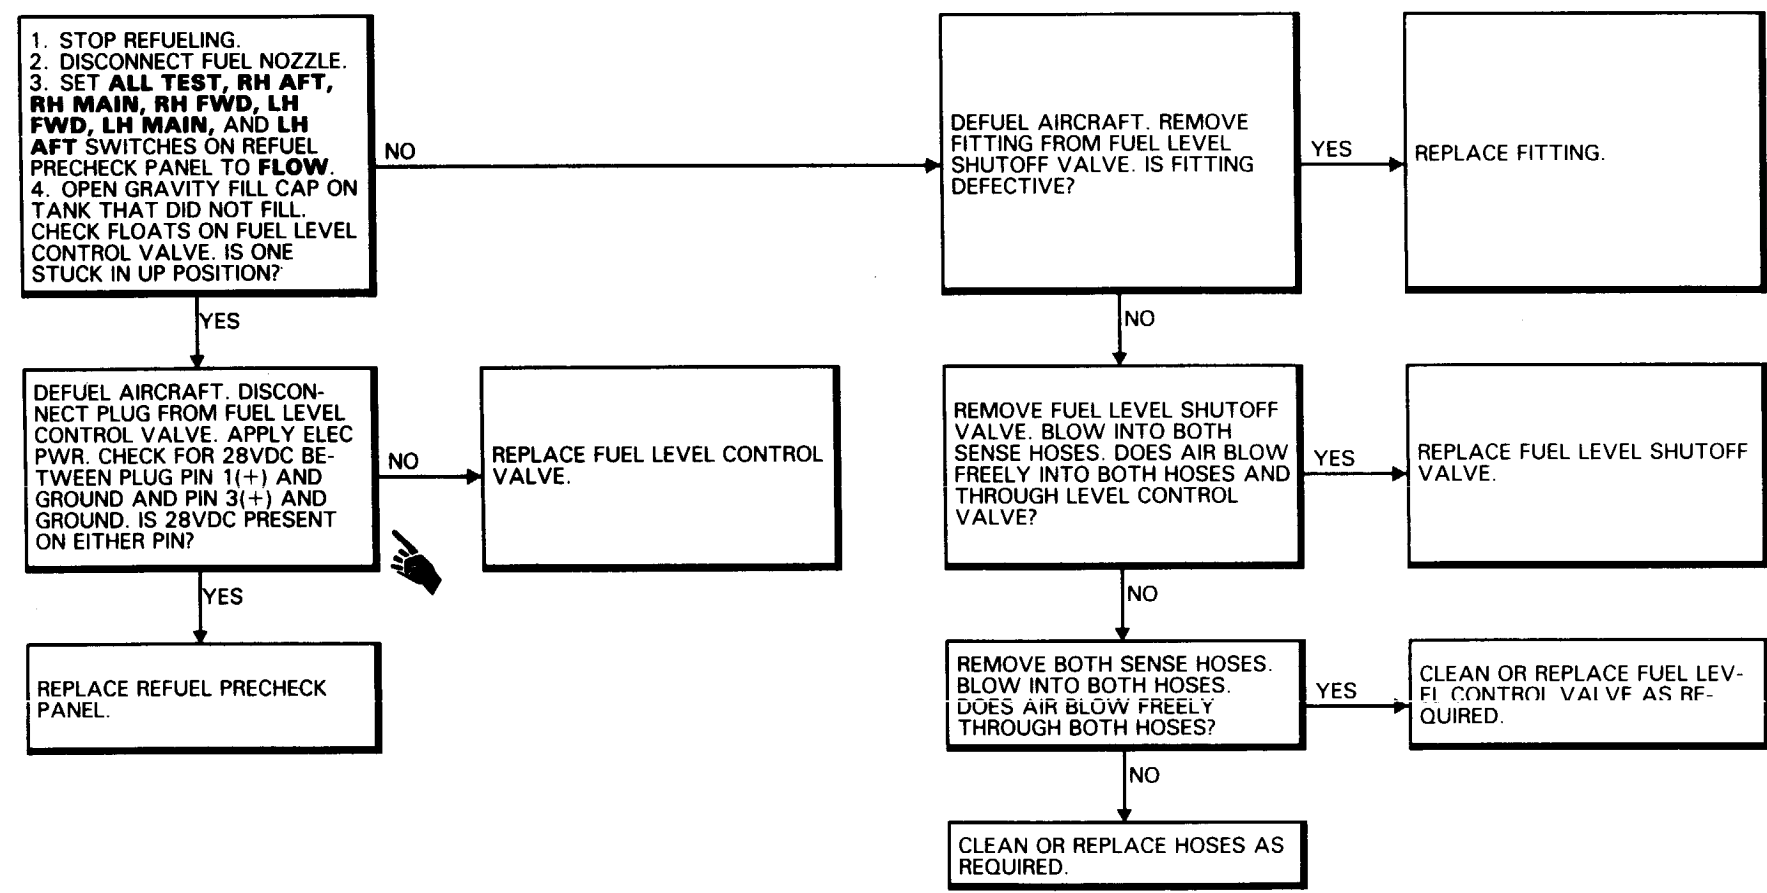 1. STOP REFUELING.
2. DISCONNECT FUEL NOZZLE.
3. SET ALL TEST, RH AFT,
RH MAIN, RH FWD, LH
FWD, LH MAIN, AND LH
AFT SWITCHES ON REFUEL
PRECHECK PANEL TO FLOW.
4. OPEN GRAVITY FILL CAP ON
TANK THAT DID NOT FILL.
CHECK FLOATS ON FUEL LEVEL
CONTROL VALVE. IS ONE
STUCK IN UP POSITION?
NO
DEFUEL AIRCRAFT. REMOVE
FITTING FROM FUEL LEVEL
SHUTOFF VALVE. IS FITTING
DEFECTIVE?
YES
REPLACE FITTING.
YES
NO
DEFUEL AIRCRAFT. DISCON-
NECT PLUG FROM FUEL LEVEL
CONTROL VALVE. APPLY ELEC
PWR. CHECK FOR 28VDC BE-
TWEEN PLUG PIN 1(+) AND
GROUND AND PIN 3(+) AND
GROUND. IS 28VDC PRESENT
ON EITHER PIN?
NO
REPLACE FUEL LEVEL CONTROL
VALVE.
REMOVE FUEL LEVEL SHUTOFF
VALVE. BLOW INTO BOTH
SENSE HOSES. DOES AIR BLOW
FREELY INTO BOTH HOSES AND
THROUGH LEVEL CONTROL
VALVE?
YES
REPLACE FUEL LEVEL SHUTOFF
VALVE.
YES
NO
REPLACE REFUEL PRECHECK
PANEL.
REMOVE BOTH SENSE HOSES.
BLOW INTO BOTH HOSES.
DOES AIR BLOW FREELY
THROUGH BOTH HOSES?
YES
CLEAN OR REPLACE FUEL LEV-
EL CONTROL VALVE AS RE-
QUIRED.
NO
CLEAN OR REPLACE HOSES AS
REQUIRED.